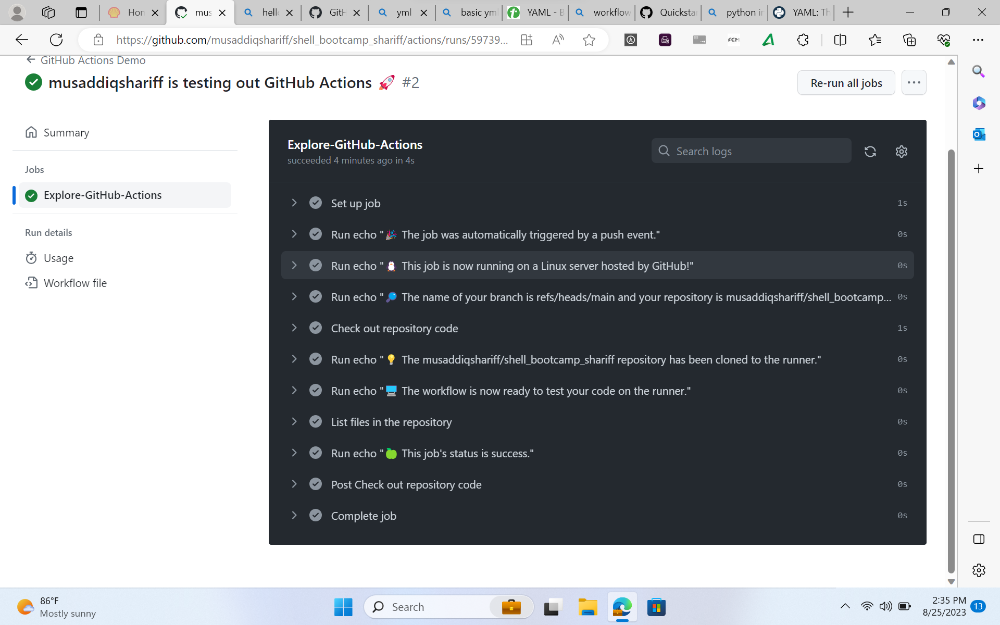 Hon
mus
hello
GitH
yml
basic yml
YAML - B
workflow
Quickstar
python in
YAML: Th
https://github.com/musaddiqshariff/shell_bootcamp_shariff/actions/runs/59739...
FCM
GitHub Actions Demo
musaddiqshariff is testing out GitHub Actions 🚀 #2
Re-run all jobs
Summary
Jobs
Explore-GitHub-Actions
Run details
Usage
Workflow file
Explore-GitHub-Actions
succeeded 4 minutes ago in 4s
Search logs
Set up job 1s
Run echo "🎉 The job was automatically triggered by a push event." 0s
Run echo "🐧 This job is now running on a Linux server hosted by GitHub!" 0s
Run echo "🔎 The name of your branch is refs/heads/main and your repository is musaddiqshariff/shell_bootcamp... 0s
Check out repository code 1s
Run echo "💡 The musaddiqshariff/shell_bootcamp_shariff repository has been cloned to the runner." 0s
Run echo "🖥️ The workflow is now ready to test your code on the runner." 0s
List files in the repository 0s
Run echo "🍏 This job's status is success." 0s
Post Check out repository code 0s
Complete job 0s
86°F
Mostly sunny
Search
2:35 PM
8/25/2023
13